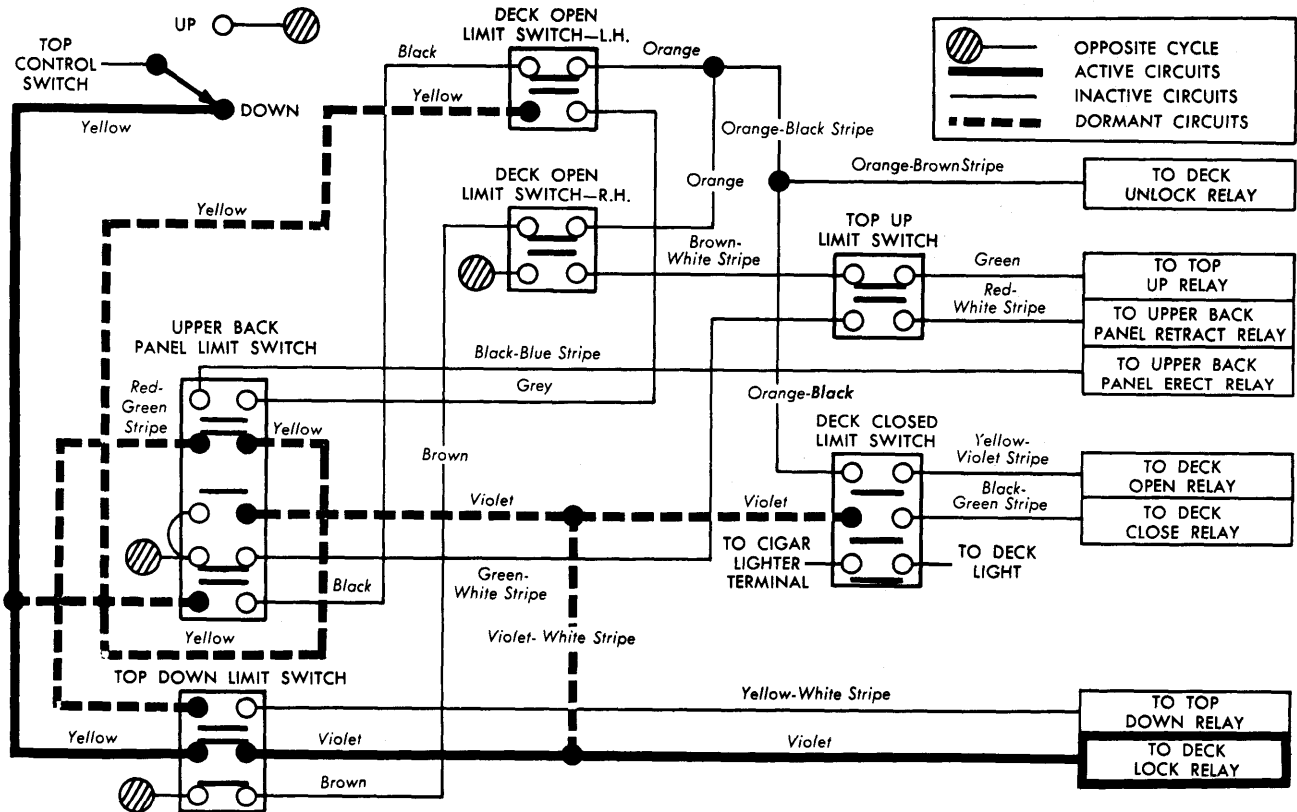 UP
TOP
CONTROL
SWITCH
DOWN
Yellow
DECK OPEN
LIMIT SWITCH—L.H.
Black
Orange
Yellow
Orange-Black Stripe
OPPOSITE CYCLE
ACTIVE CIRCUITS
INACTIVE CIRCUITS
DORMANT CIRCUITS
Yellow
DECK OPEN
LIMIT SWITCH—R.H.
Orange
Orange-Brown Stripe
TO DECK
UNLOCK RELAY
Brown-
White Stripe
TOP UP
LIMIT SWITCH
Green
Red-
White Stripe
TO TOP
UP RELAY
TO UPPER BACK
PANEL RETRACT RELAY
TO UPPER BACK
PANEL ERECT RELAY
UPPER BACK
PANEL LIMIT SWITCH
Black-Blue Stripe
Grey
Red-
Green
Stripe
Yellow
Brown
Orange-Black
DECK CLOSED
LIMIT SWITCH
Yellow-
Violet Stripe
Black-
Green Stripe
TO DECK
OPEN RELAY
TO DECK
CLOSE RELAY
Violet
Violet
TO CIGAR
LIGHTER
TERMINAL
TO DECK
LIGHT
Green-
White Stripe
Black
Yellow
Violet- White Stripe
TOP DOWN LIMIT SWITCH
Yellow-White Stripe
TO TOP
DOWN RELAY
Yellow
Violet
Violet
TO DECK
LOCK RELAY
Brown